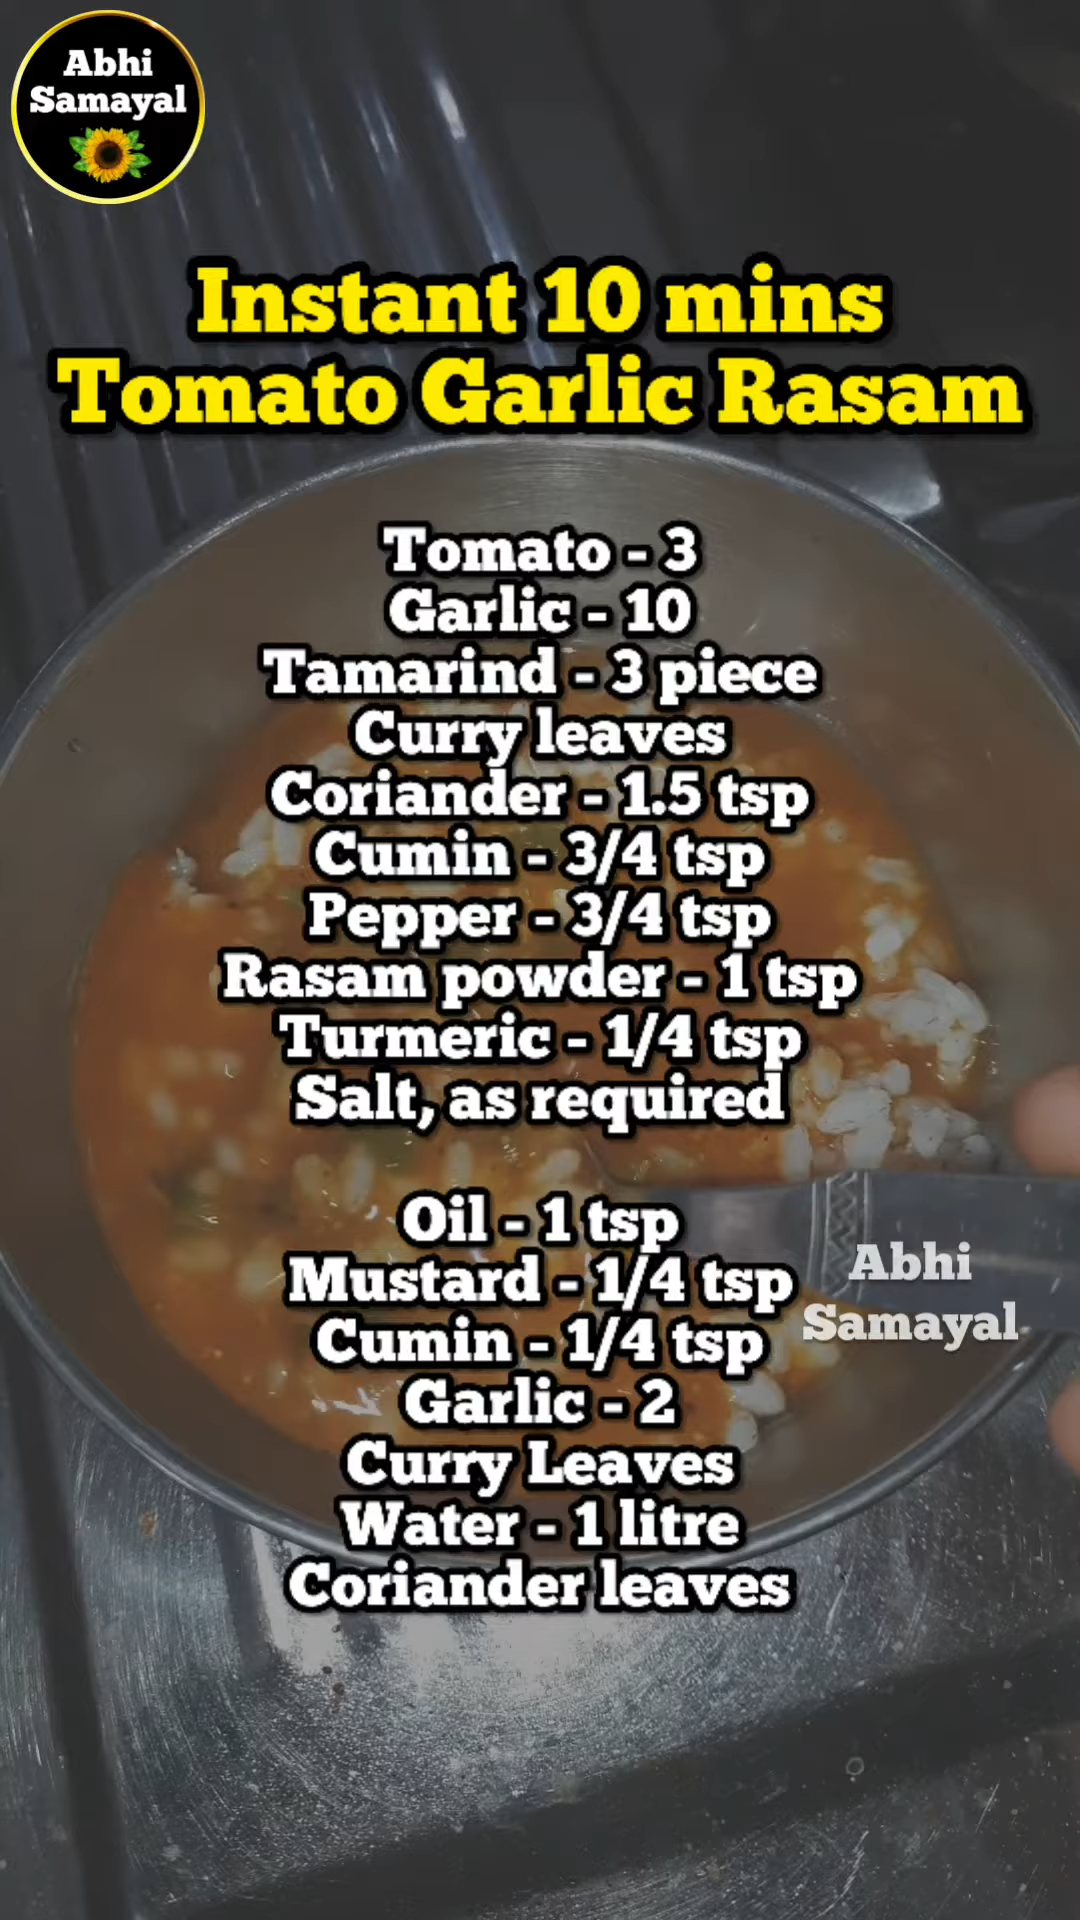 Abhi
Samayal
Instant 10 mins
Tomato Garlic Rasam
Tomato - 3
Garlic - 10
Tamarind - 3 piece
Curry leaves
Coriander - 1.5 tsp
Cumin - 3/4 tsp
Pepper - 3/4 tsp
Rasam powder - 1 tsp
Turmeric - 1/4 tsp
Salt, as required
Oil - 1 tsp
Mustard - 1/4 tsp
Cumin - 1/4 tsp
Garlic - 2
Curry Leaves
Water - 1 litre
Coriander leaves
Abhi
Samayal